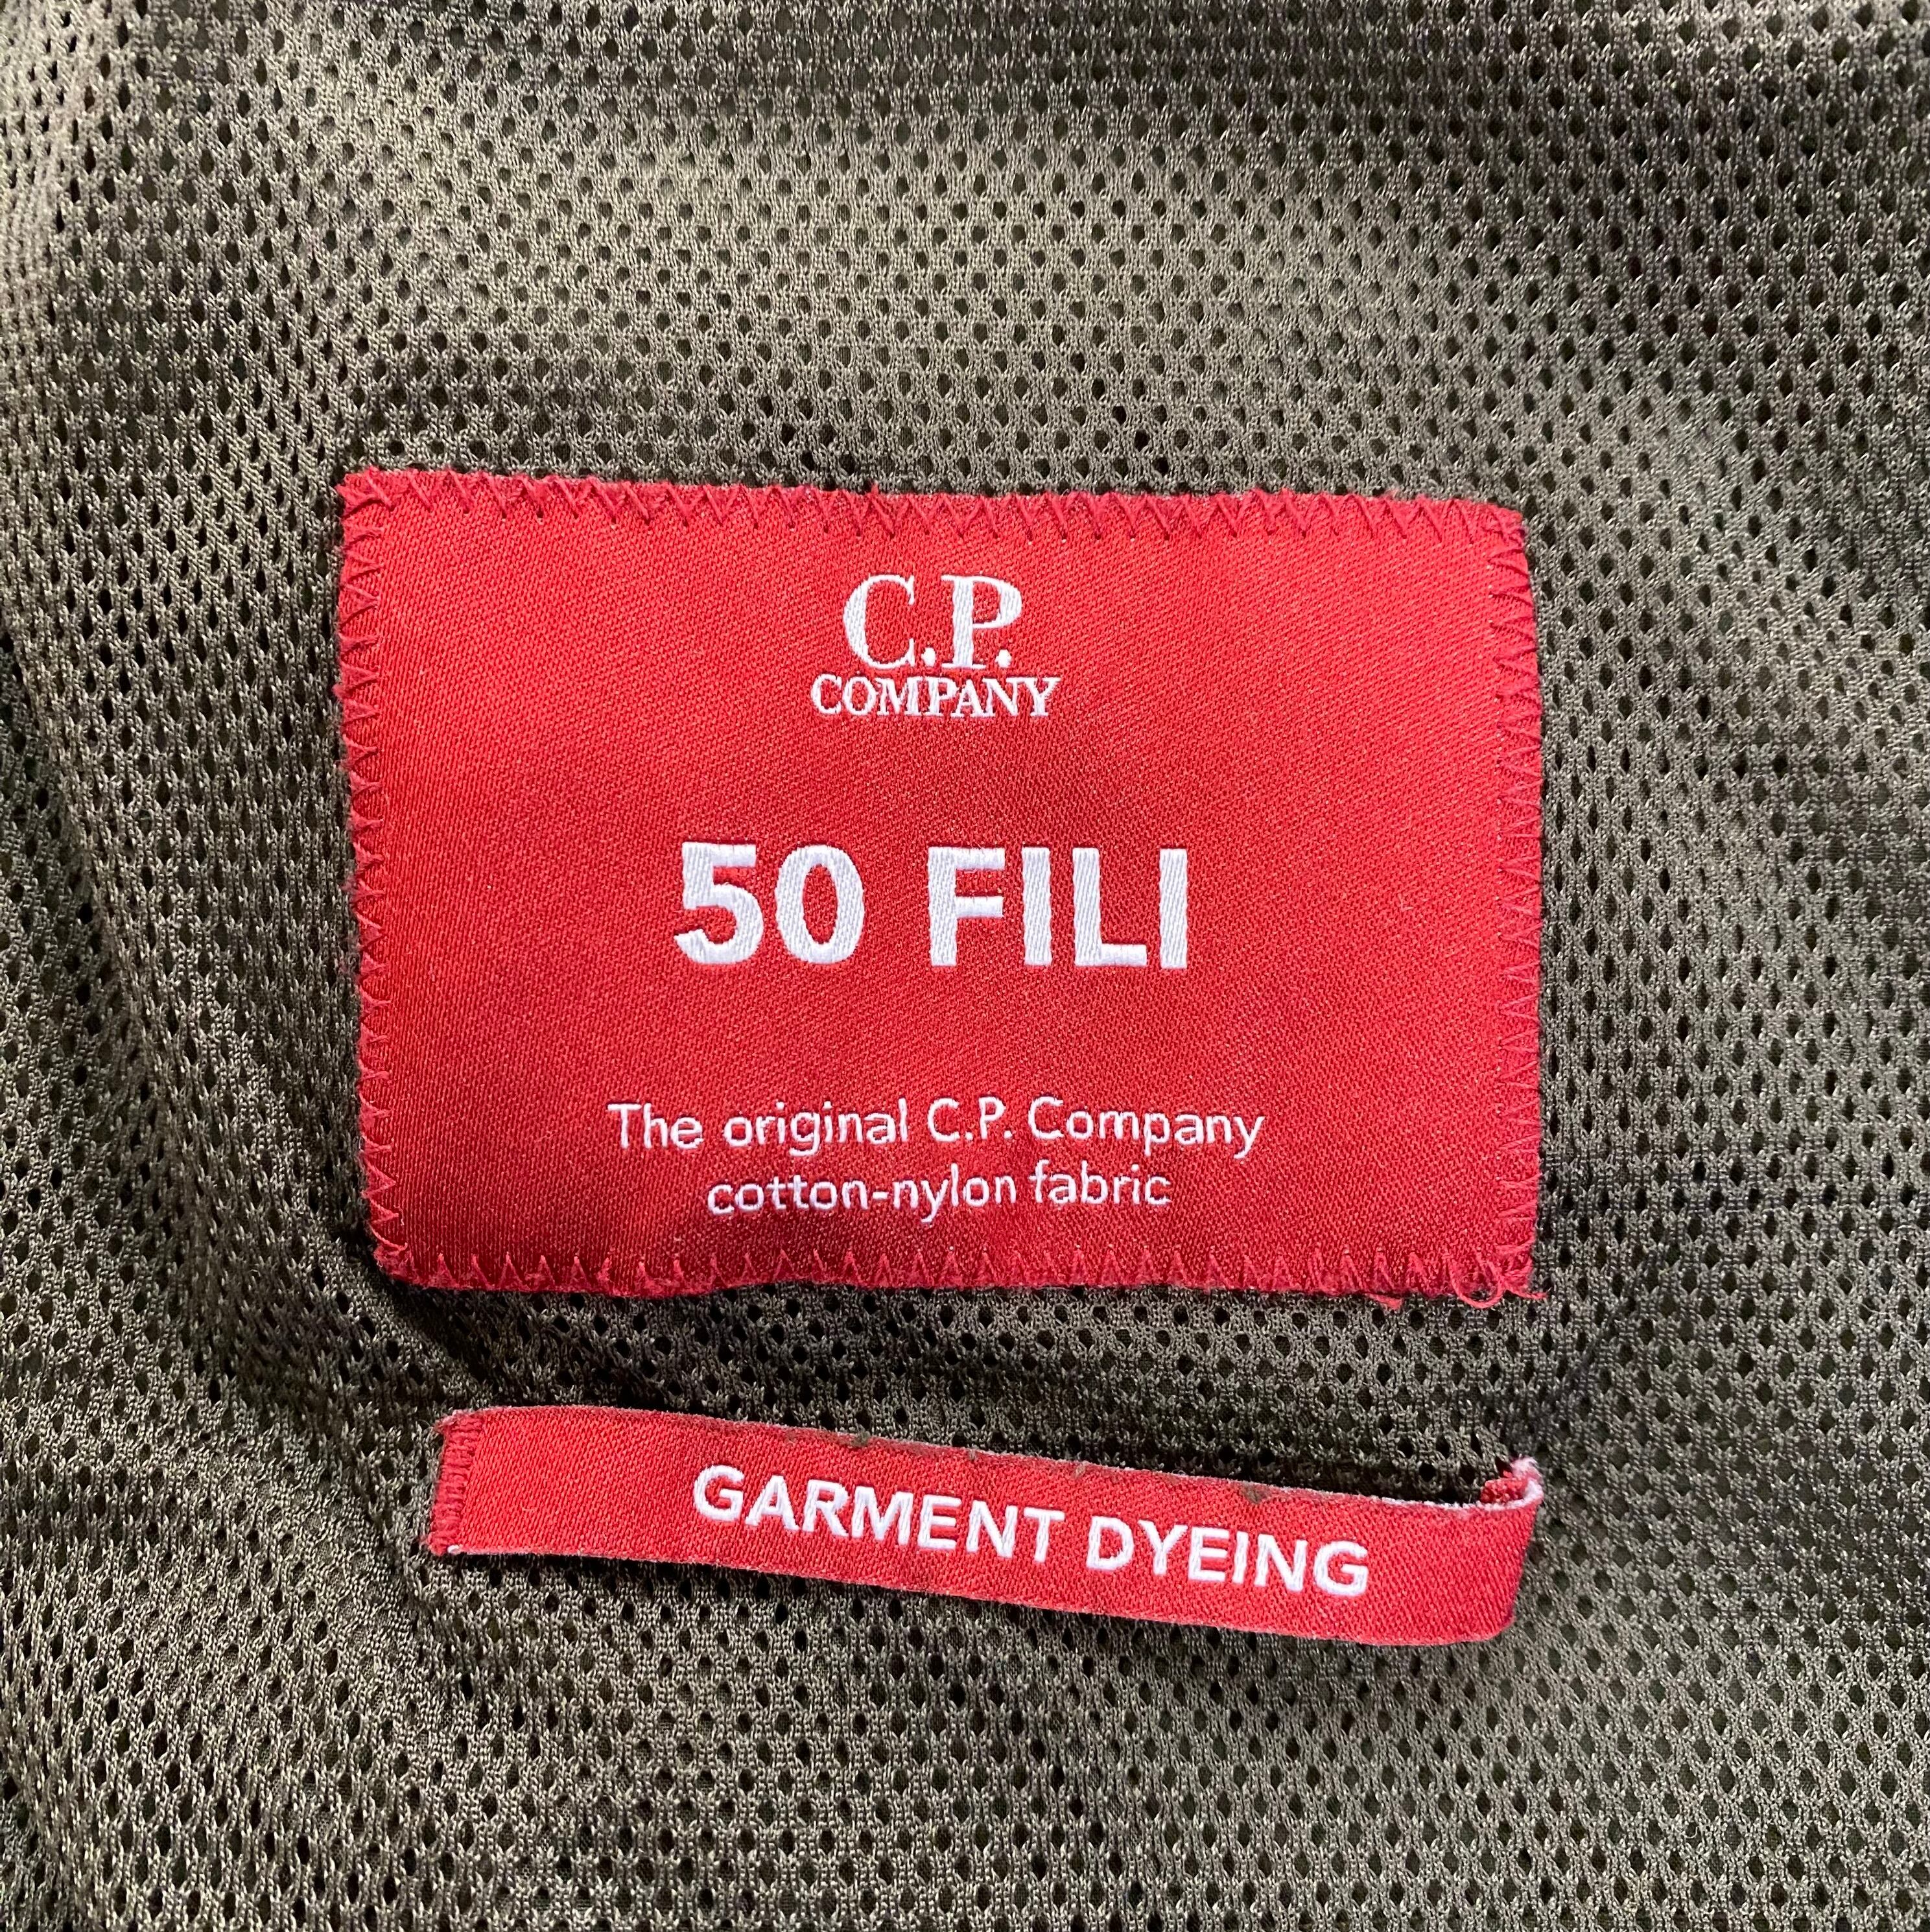 C.P.
COMPANY
50 FILI
The original C.P. Company
cotton-nylon fabric
GARMENT DYEING